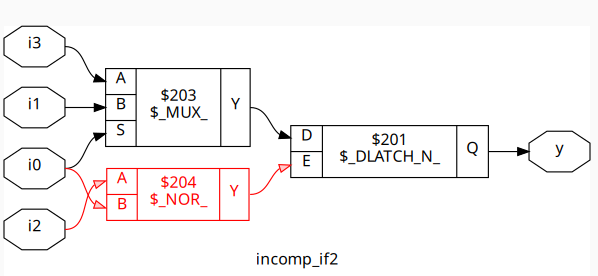 i3
i1
i0
i2
A
B
S
$203
$_MUX_
Y
A
B
$204
$_NOR_
Y
D
E
$201
$_DLATCH_N_
Q
y
incomp_if2